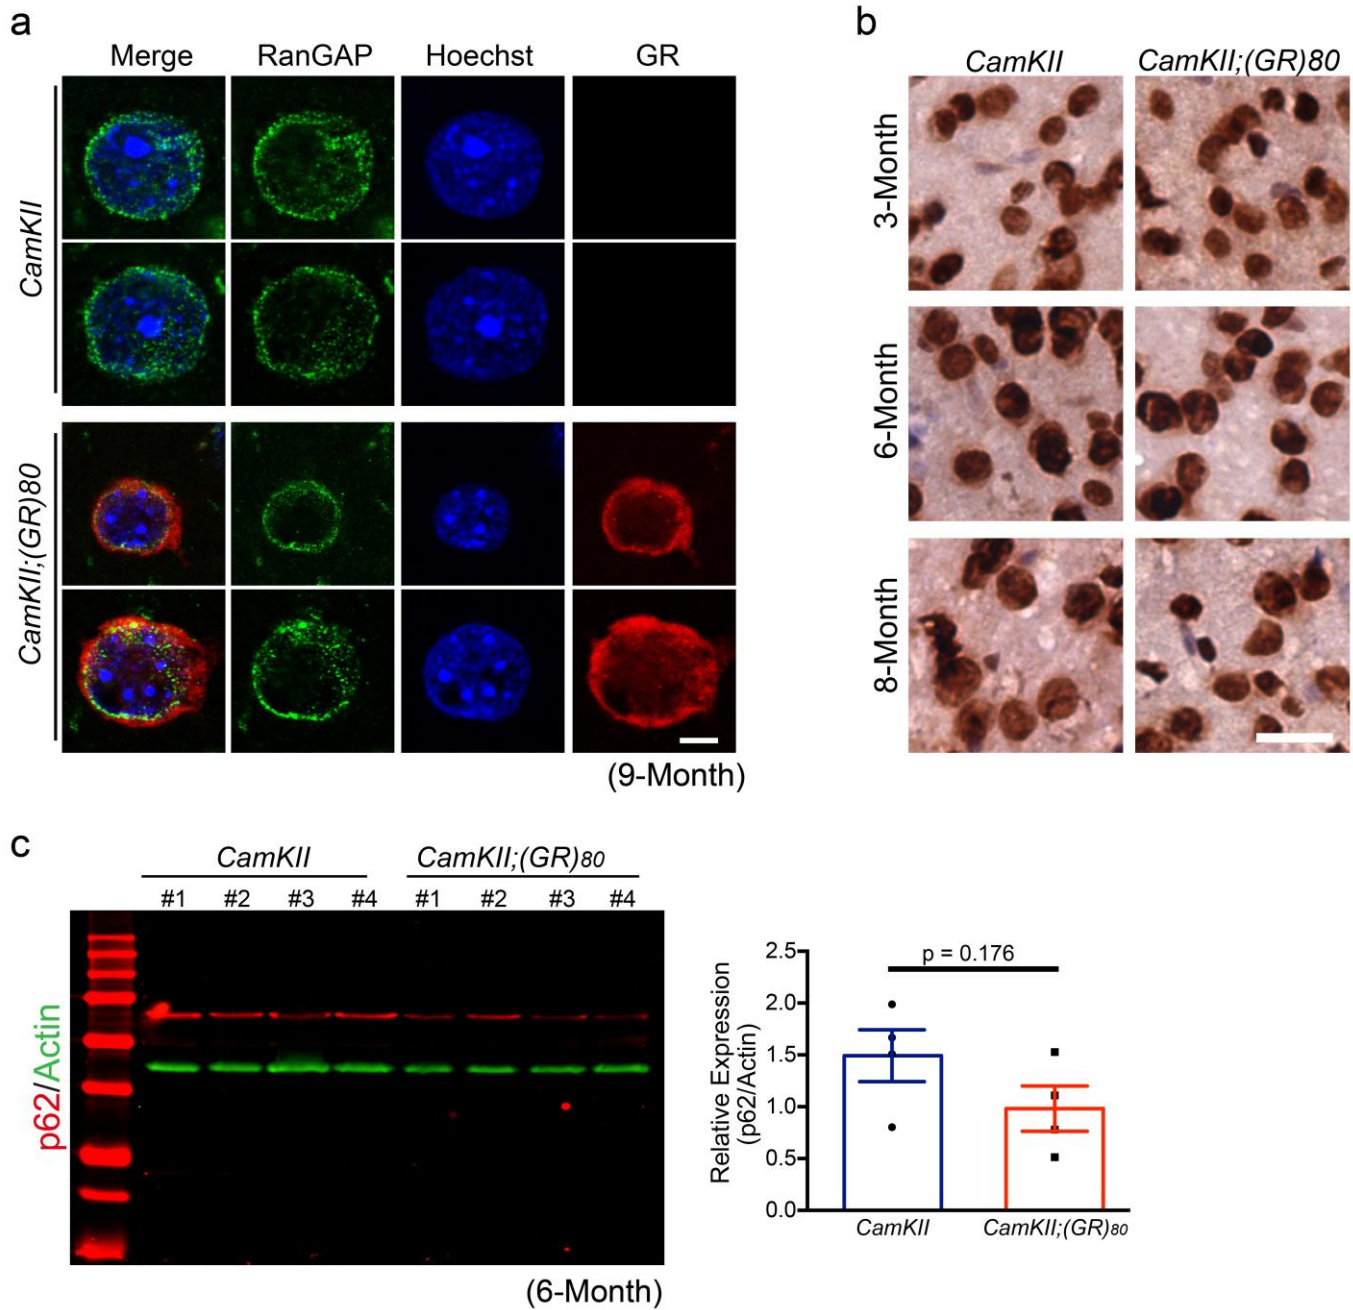 a
Merge RanGAP Hoechst GR
CamKII
CamKII;(GR)80
(9-Month)
b
CamKII CamKII;(GR)80
3-Month
6-Month
8-Month
c
CamKII CamKII;(GR)80
#1 #2 #3 #4 #1 #2 #3 #4
p62/Actin
(6-Month)
Relative Expression
(p62/Actin)
2.5
2.0
1.5
1.0
0.5
0.0
p = 0.176
CamKII CamKII;(GR)80